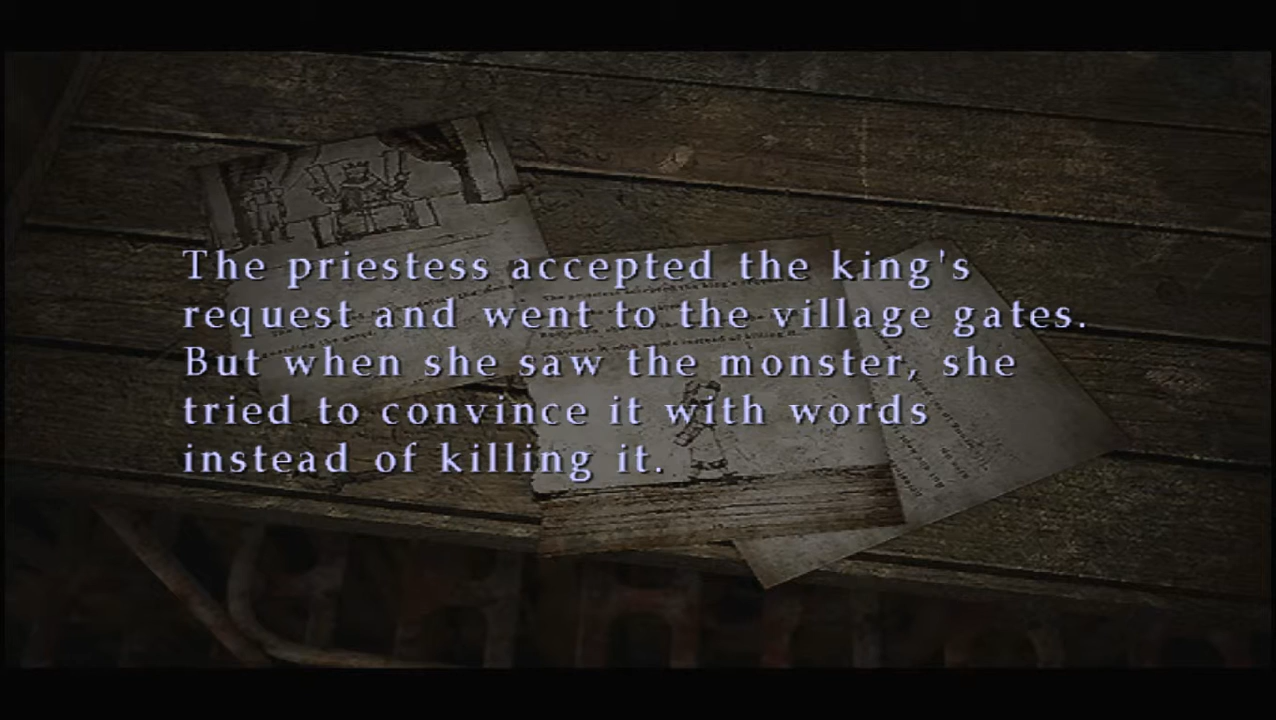 The priestess accepted the king's
request and went to the village gates.
But when she saw the monster, she
tried to convince it with words
instead of killing it.